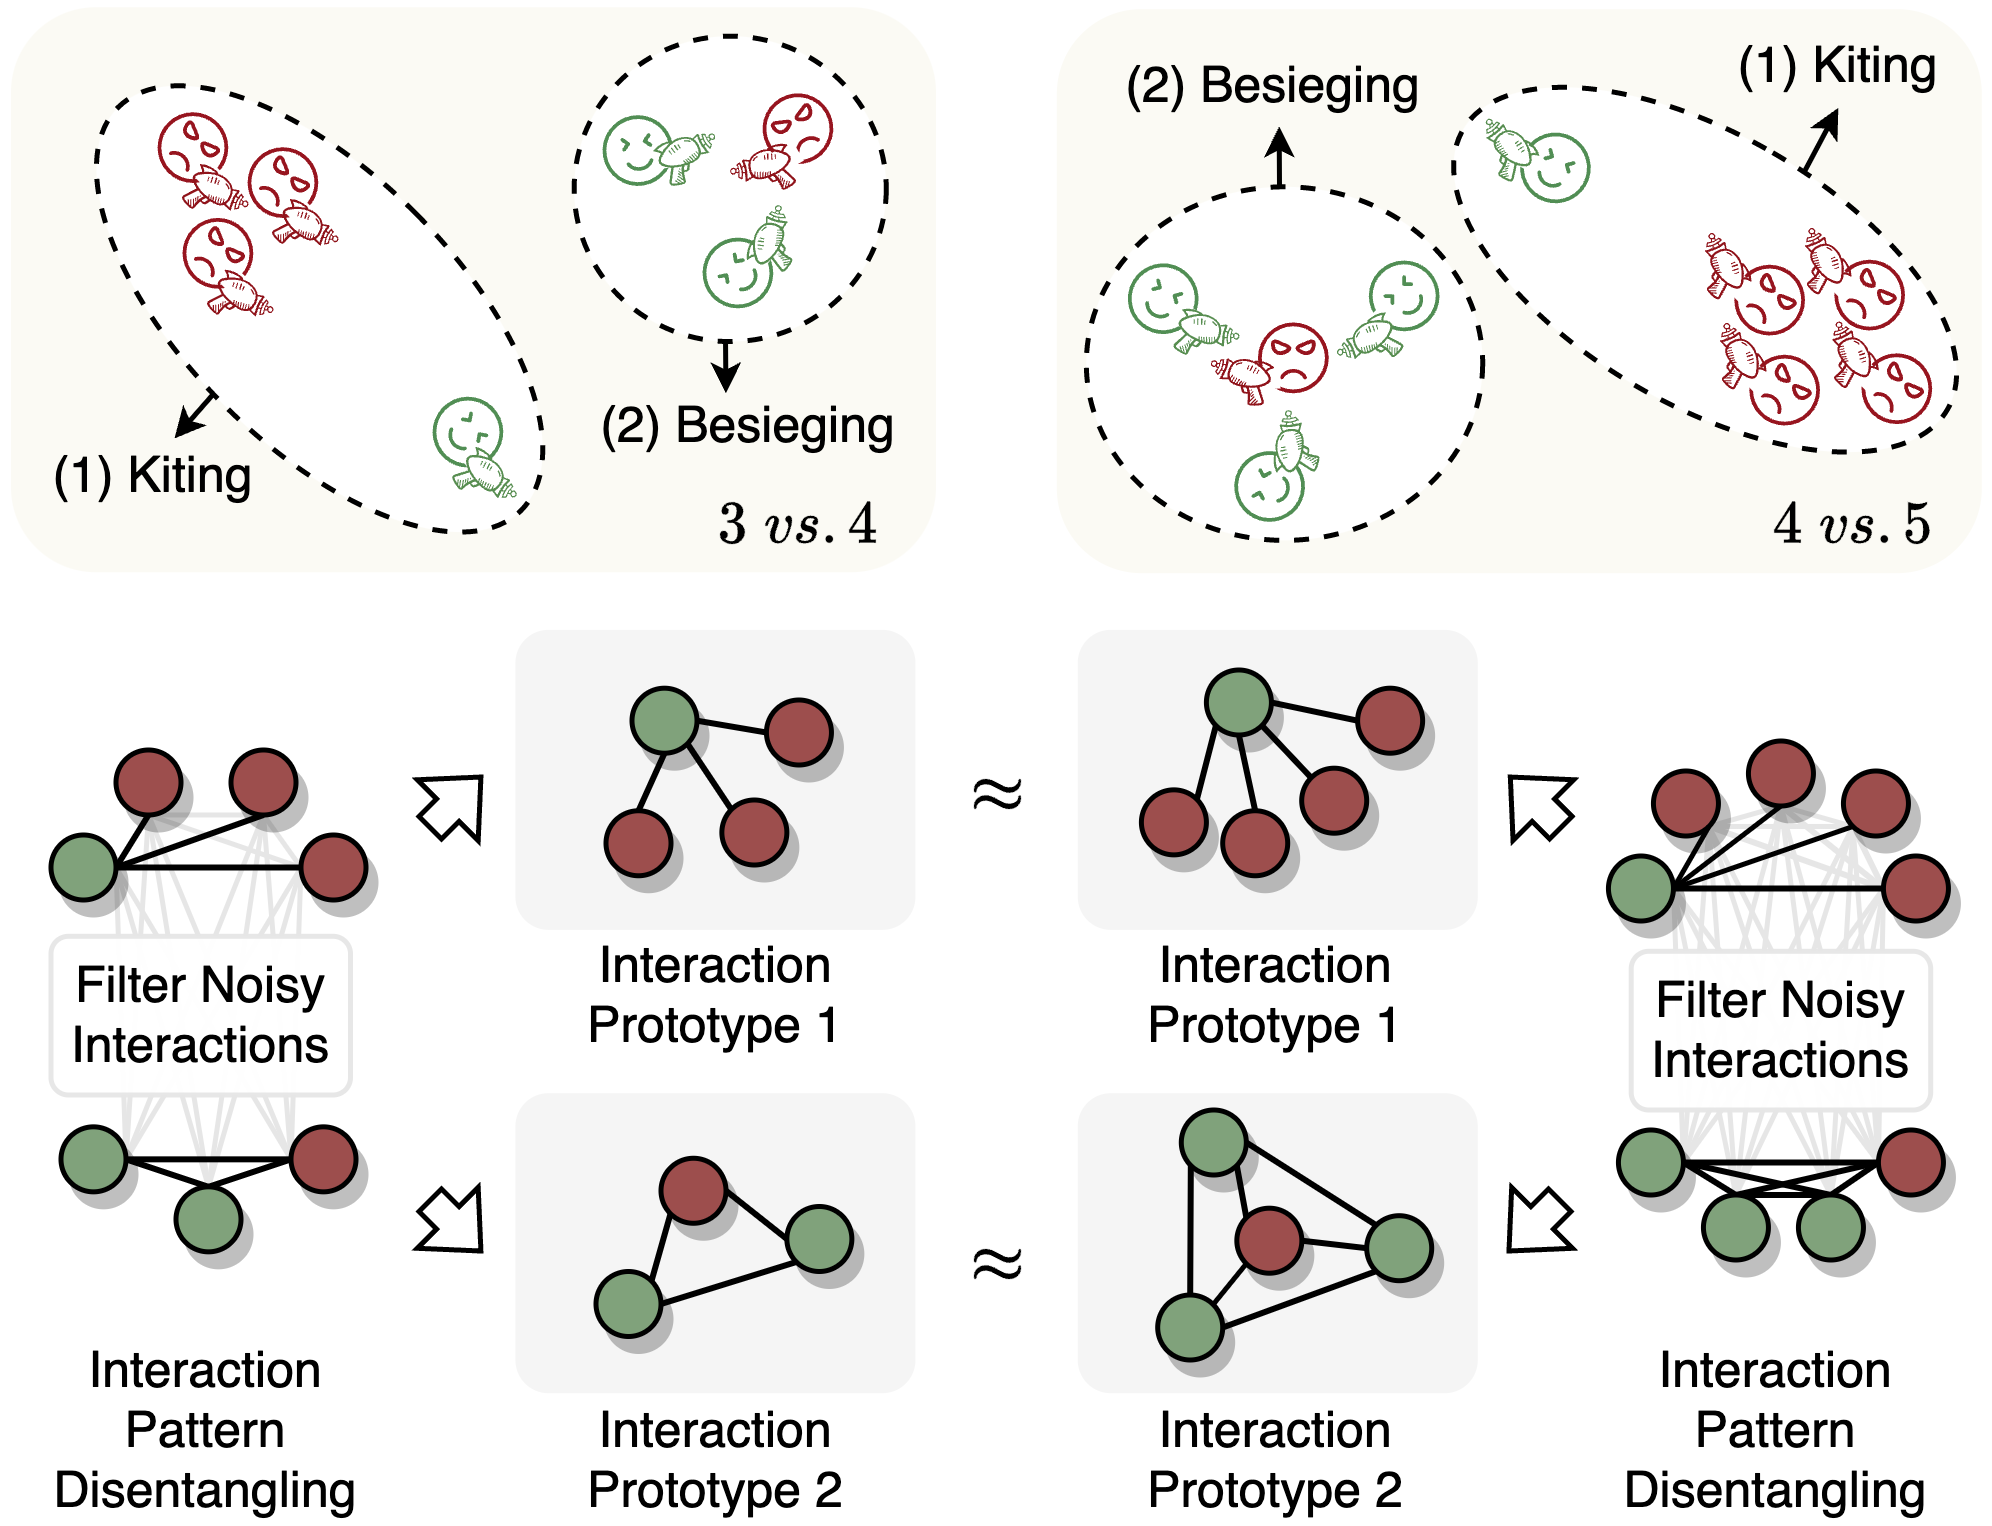 (1) Kiting
(2) Besieging
3 vs. 4
(2) Besieging
(1) Kiting
4 vs. 5
Filter Noisy
Interactions
Interaction
Prototype 1
≈
Interaction
Prototype 1
Filter Noisy
Interactions
Interaction
Pattern
Disentangling
Interaction
Prototype 2
≈
Interaction
Prototype 2
Interaction
Pattern
Disentangling